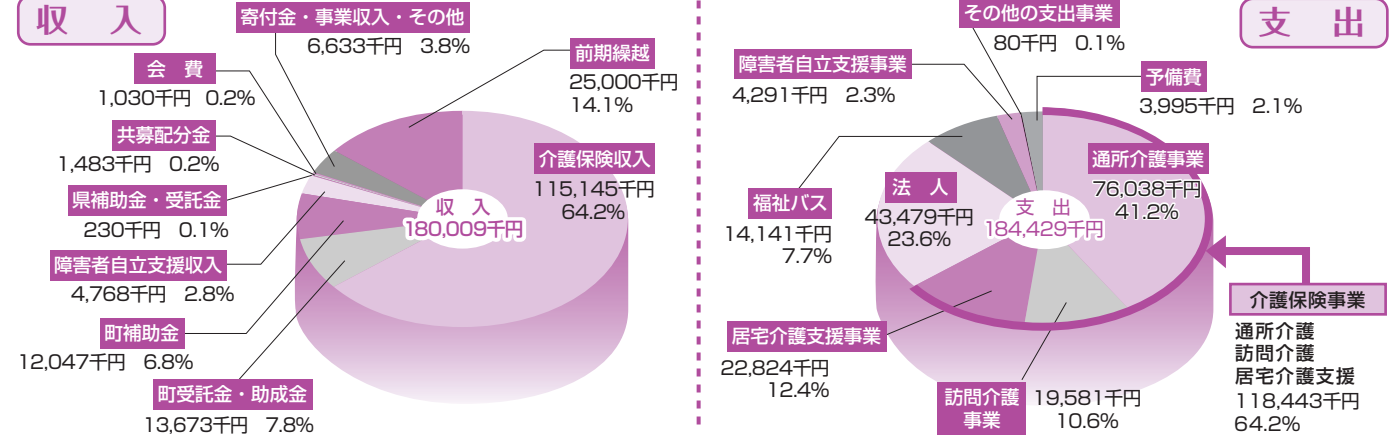 収 入
寄付金・事業収入・その他
6,633千円 3.8%
前期繰越
25,000千円
14.1%
会 費
1,030千円 0.2%
共募配分金
1,483千円 0.2%
県補助金・受託金
230千円 0.1%
障害者自立支援収入
4,768千円 2.8%
町補助金
12,047千円 6.8%
町受託金・助成金
13,673千円 7.8%
介護保険収入
115,145千円
64.2%
収 入
180,009千円
支 出
その他の支出事業
80千円 0.1%
障害者自立支援事業
4,291千円 2.3%
予備費
3,995千円 2.1%
通所介護事業
76,038千円
41.2%
福祉バス
14,141千円
7.7%
法 人
43,479千円
23.6%
支 出
184,429千円
居宅介護支援事業
22,824千円
12.4%
訪問介護
事業
19,581千円
10.6%
介護保険事業
通所介護
訪問介護
居宅介護支援
118,443千円
64.2%